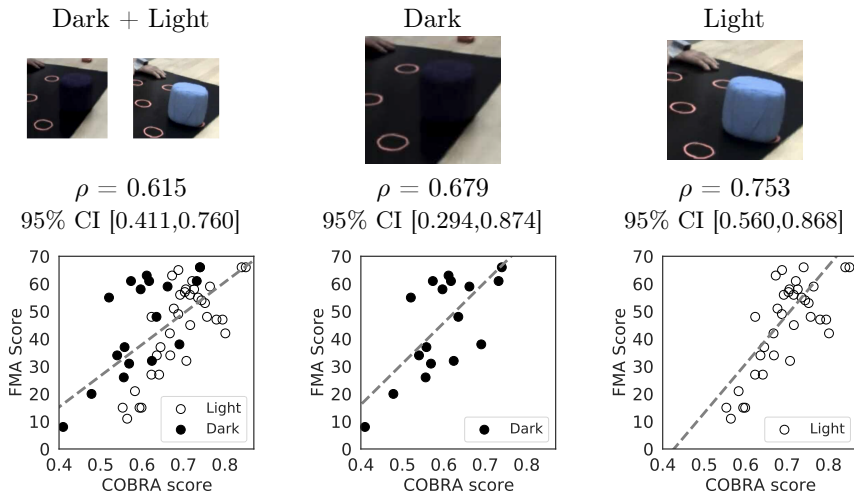 Dark + Light
Dark
Light
ρ = 0.615
95% CI [0.411,0.760]
ρ = 0.679
95% CI [0.294,0.874]
ρ = 0.753
95% CI [0.560,0.868]
70
60
50
40
30
20
10
0
FMA Score
Light
Dark
0.4 0.5 0.6 0.7 0.8
COBRA score
70
60
50
40
30
20
10
0
FMA Score
Dark
0.4 0.5 0.6 0.7 0.8
COBRA score
70
60
50
40
30
20
10
0
FMA Score
Light
0.4 0.5 0.6 0.7 0.8
COBRA score